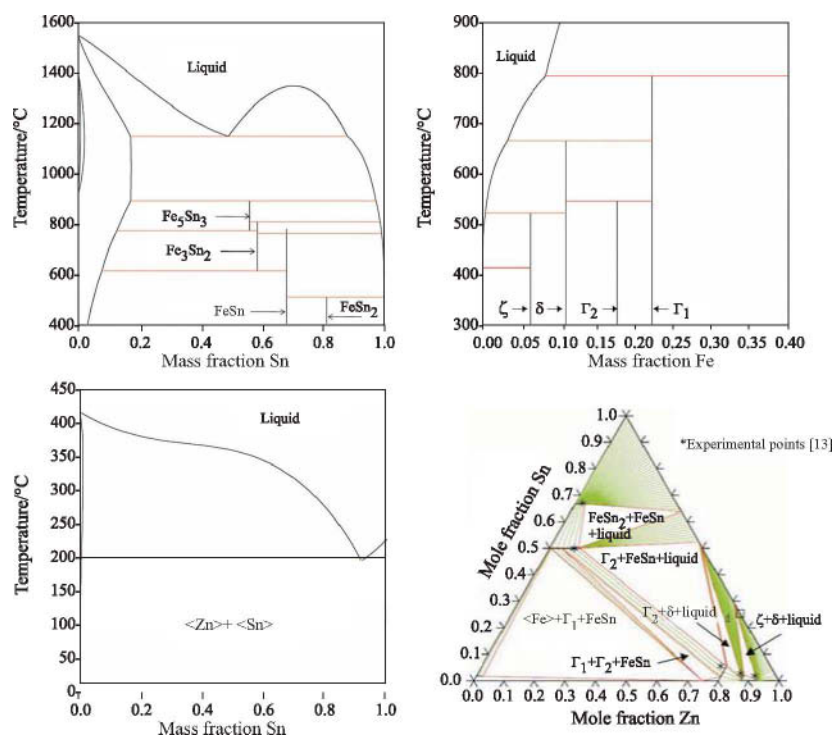 1600
1400
1200
1000
800
600
400
Temperature/°C
Liquid
Fe5Sn3
Fe3Sn2
FeSn
FeSn2
0 0.2 0.4 0.6 0.8 1.0
Mass fraction Sn
900
800
700
600
500
400
300
Temperature/°C
Liquid
ζ δ Γ2 Γ1
0.00 0.05 0.10 0.15 0.20 0.25 0.30 0.35 0.40
Mass fraction Fe
450
400
350
300
250
200
150
100
50
0
Temperature/°C
Liquid
<Zn>+ <Sn>
0 0.2 0.4 0.6 0.8 1.0
Mass fraction Sn
*Experimental points [13]
1.0
0.9
0.8
0.7
0.6
0.5
0.4
0.3
0.2
0.1
0.0
Mole fraction Sn
FeSn2+FeSn
+liquid
Γ2+FeSn+liquid
<Fe>+Γ1+FeSn
Γ2+δ+liquid
ζ+δ+liquid
Γ1+Γ2+FeSn
0.0 0.1 0.2 0.3 0.4 0.5 0.6 0.7 0.8 0.9 1.0
Mole fraction Zn